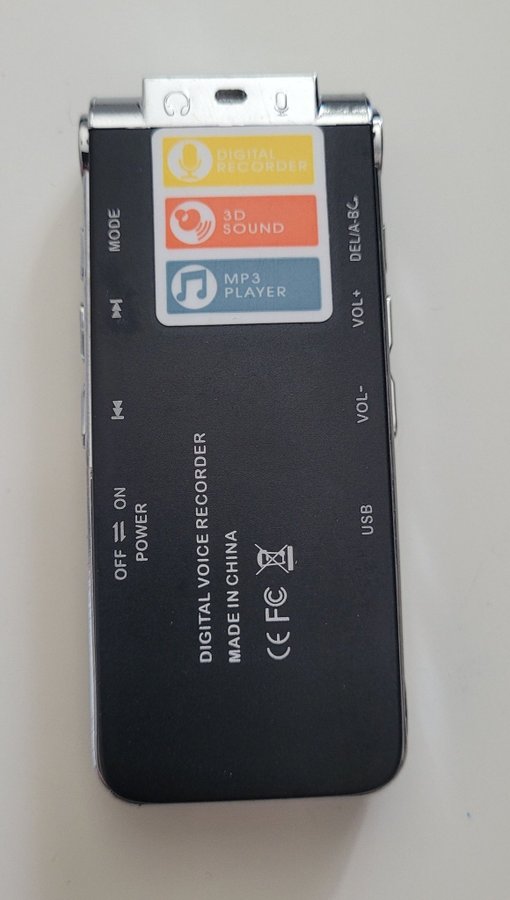 DIGITAL
RECORDER
3D
SOUND
MP3
PLAYER
MODE
DEL/A-BC
VOL+
VOL-
USB
OFF ⇌ ON
POWER
DIGITAL VOICE RECORDER
MADE IN CHINA
CE FC